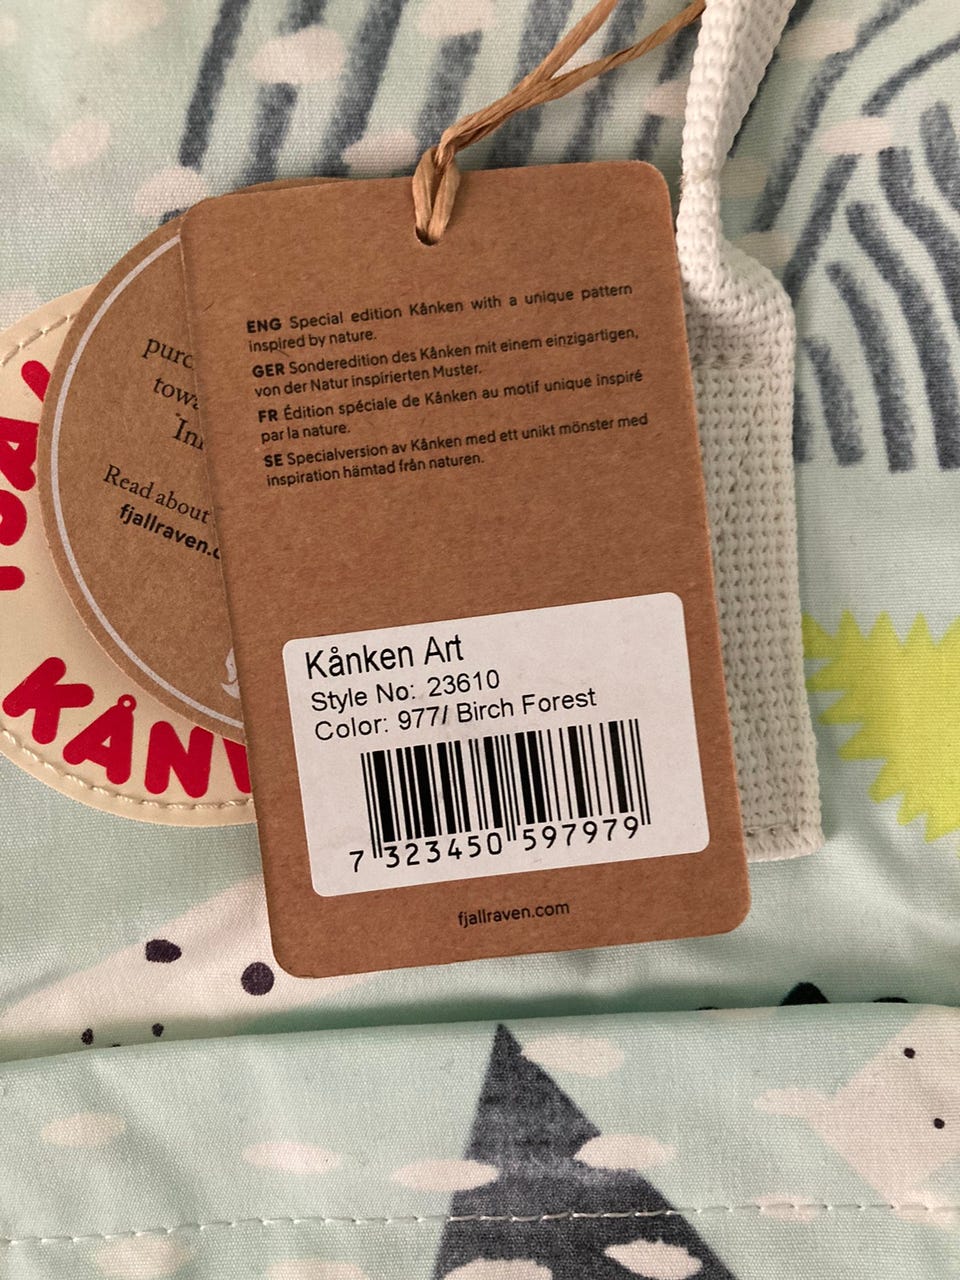 ENG Special edition Kånken with a unique pattern
inspired by nature.
GER Sonderedition des Kånken mit einem einzigartigen,
von der Natur inspirierten Muster.
FR Édition spéciale de Kånken au motif unique inspiré
par la nature.
SE Specialversion av Kånken med ett unikt mönster med
inspiration hämtad från naturen.
Kånken Art
Style No: 23610
Color: 977/ Birch Forest
7 323450 597979
fjallraven.com
Read about
fjallraven.c
KÅN